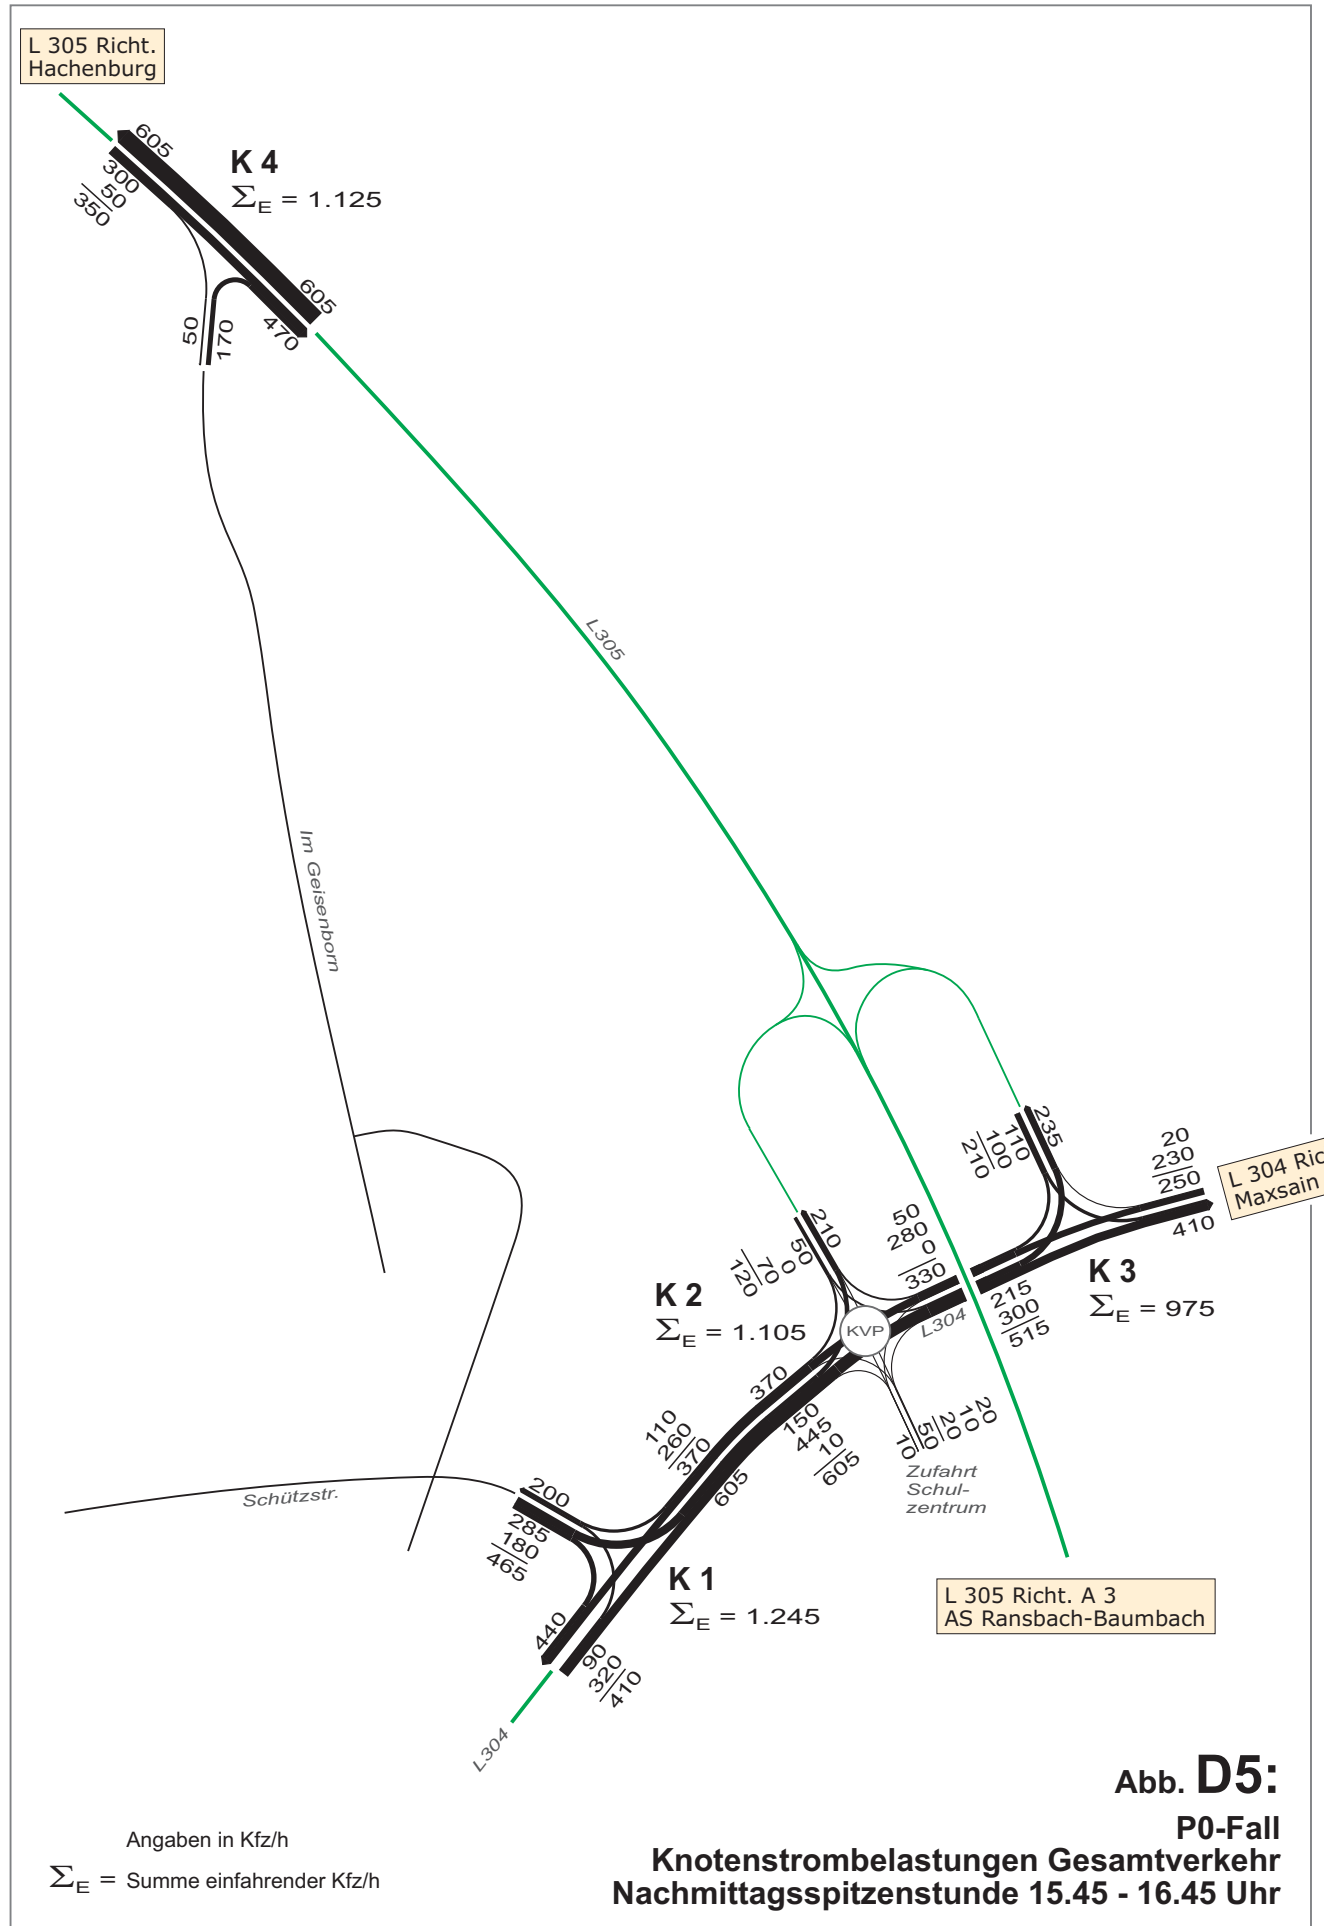 L 305 Richt.
Hachenburg
605
K 4
Σ E = 1.125
300
50
350
605
470
50
170
L305
Im Geisenborn
235
110
100
210
20
230
250
L 304 Ric
Maxsain
410
K 3
Σ E = 975
215
300
515
210
50
0
70
120
50
280
0
330
K 2
Σ E = 1.105
KVP
L304
370
150
445
10
605
20
10
20
50
10
Zufahrt
Schul-
zentrum
110
260
370
605
Schützstr.
200
285
180
465
K 1
Σ E = 1.245
440
90
320
410
L304
L 305 Richt. A 3
AS Ransbach-Baumbach
Abb. D5:
P0-Fall
Knotenstrombelastungen Gesamtverkehr
Nachmittagsspitzenstunde 15.45 - 16.45 Uhr
Angaben in Kfz/h
Σ E = Summe einfahrender Kfz/h